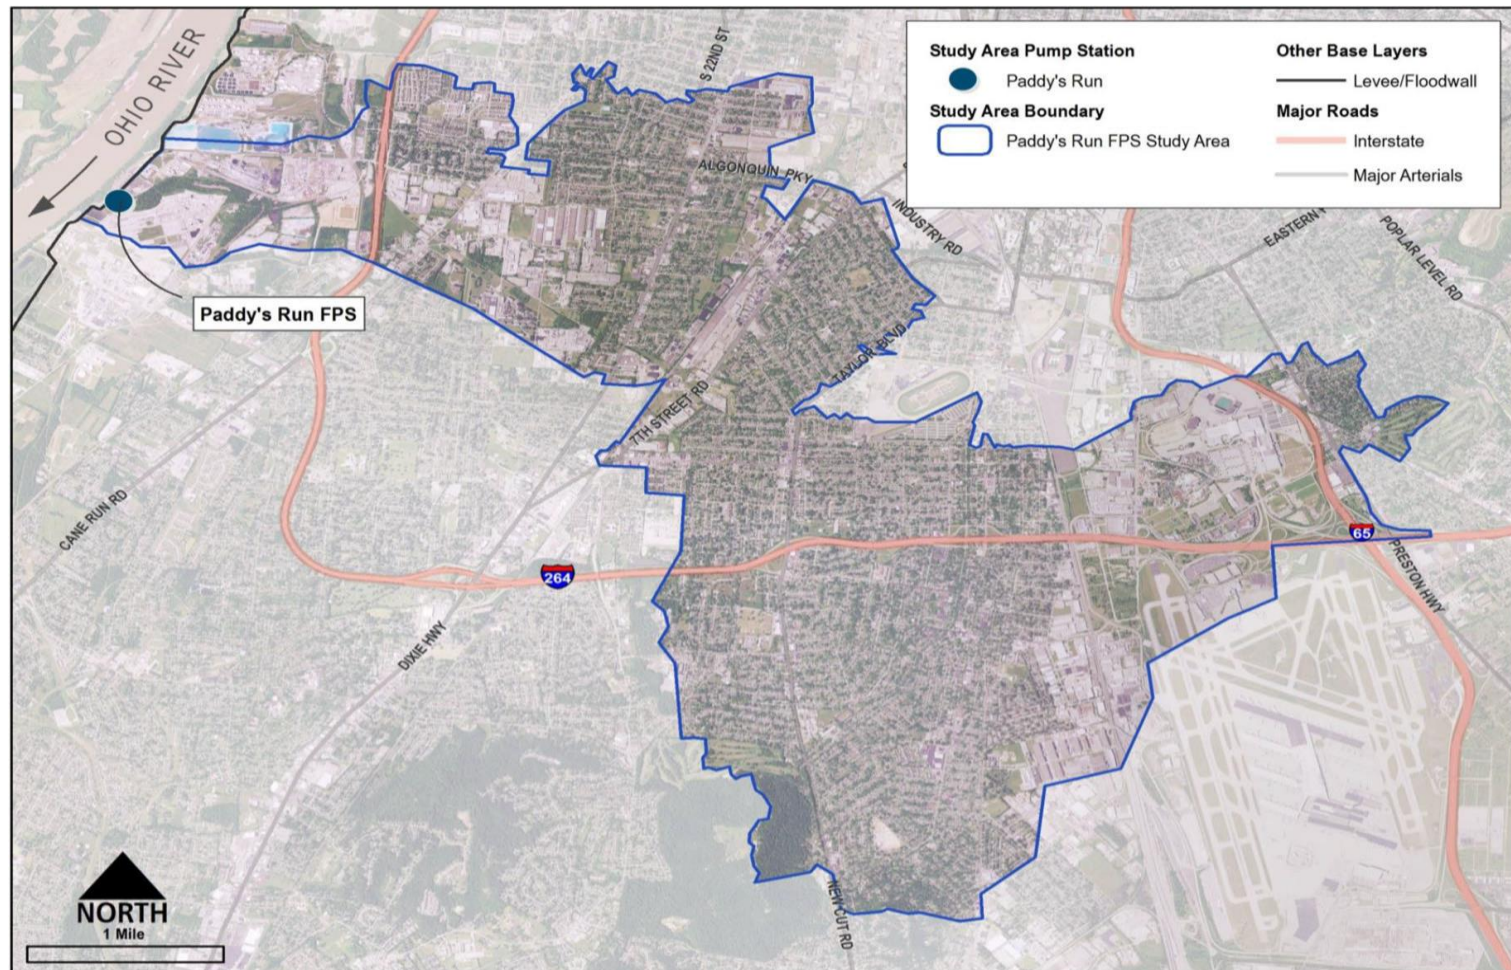 OHIO RIVER
S 22ND ST
Study Area Pump Station
Paddy's Run
Study Area Boundary
Paddy's Run FPS Study Area
Other Base Layers
Levee/Floodwall
Major Roads
Interstate
Major Arterials
ALGONQUIN PKY
INDUSTRY RD
EASTERN
POPLAR LEVEL RD
Paddy's Run FPS
TAYLOR BLVD
7TH STREET RD
CANE RUN RD
65
PRESTON HWY
264
DIXIE HWY
NEW CUT RD
NORTH
1 Mile